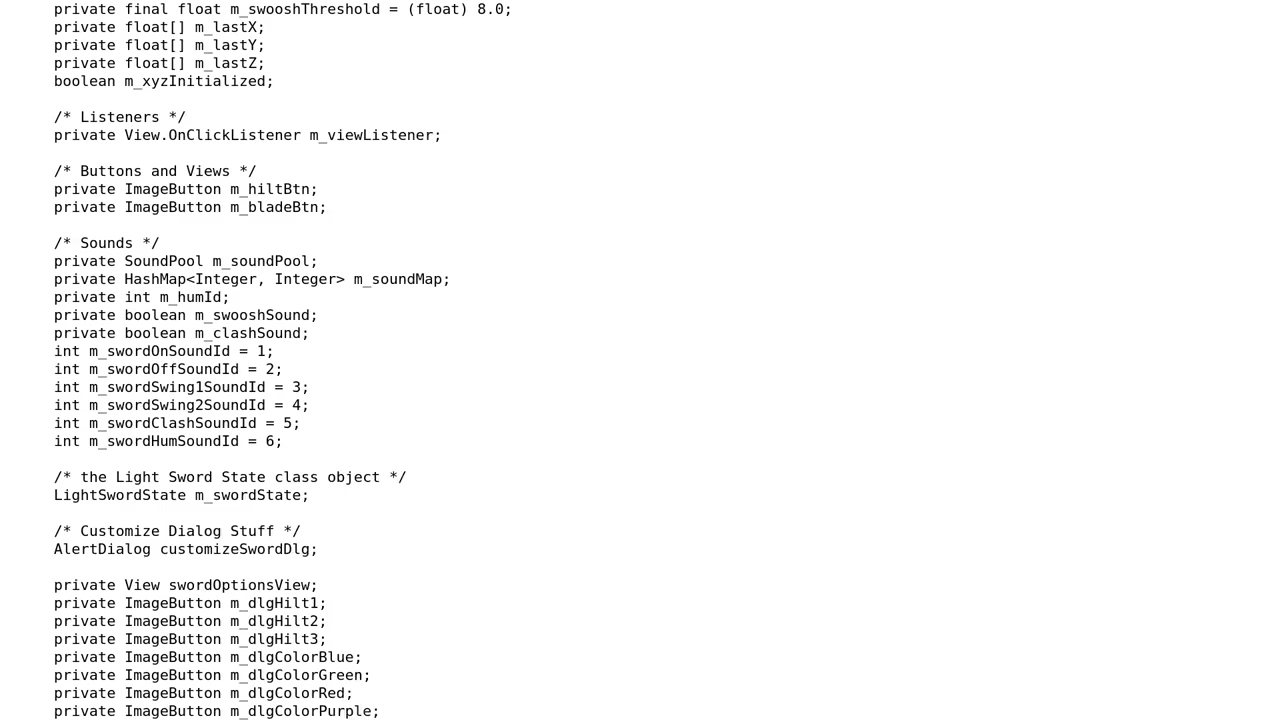 private final float m_swooshThreshold = (float) 8.0;
private float[] m_lastX;
private float[] m_lastY;
private float[] m_lastZ;
boolean m_xyzInitialized;
/* Listeners */
private View.OnClickListener m_viewListener;
/* Buttons and Views */
private ImageButton m_hiltBtn;
private ImageButton m_bladeBtn;
/* Sounds */
private SoundPool m_soundPool;
private HashMap<Integer, Integer> m_soundMap;
private int m_humId;
private boolean m_swooshSound;
private boolean m_clashSound;
int m_swordOnSoundId = 1;
int m_swordOffSoundId = 2;
int m_swordSwing1SoundId = 3;
int m_swordSwing2SoundId = 4;
int m_swordClashSoundId = 5;
int m_swordHumSoundId = 6;
/* the Light Sword State class object */
LightSwordState m_swordState;
/* Customize Dialog Stuff */
AlertDialog customizeSwordDlg;
private View swordOptionsView;
private ImageButton m_dlgHilt1;
private ImageButton m_dlgHilt2;
private ImageButton m_dlgHilt3;
private ImageButton m_dlgColorBlue;
private ImageButton m_dlgColorGreen;
private ImageButton m_dlgColorRed;
private ImageButton m_dlgColorPurple;